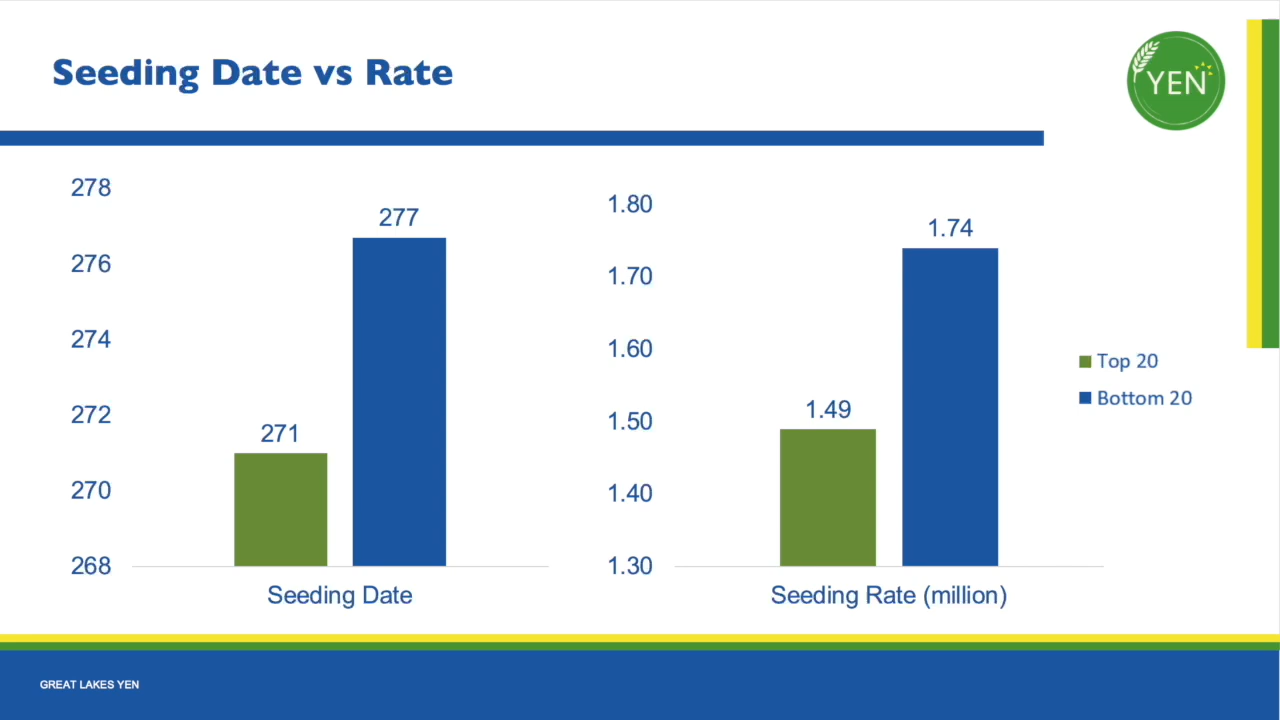 Seeding Date vs Rate
YEN
278
276
274
272
270
268
277
271
Seeding Date
1.80
1.70
1.60
1.50
1.40
1.30
1.74
1.49
Seeding Rate (million)
Top 20
Bottom 20
GREAT LAKES YEN